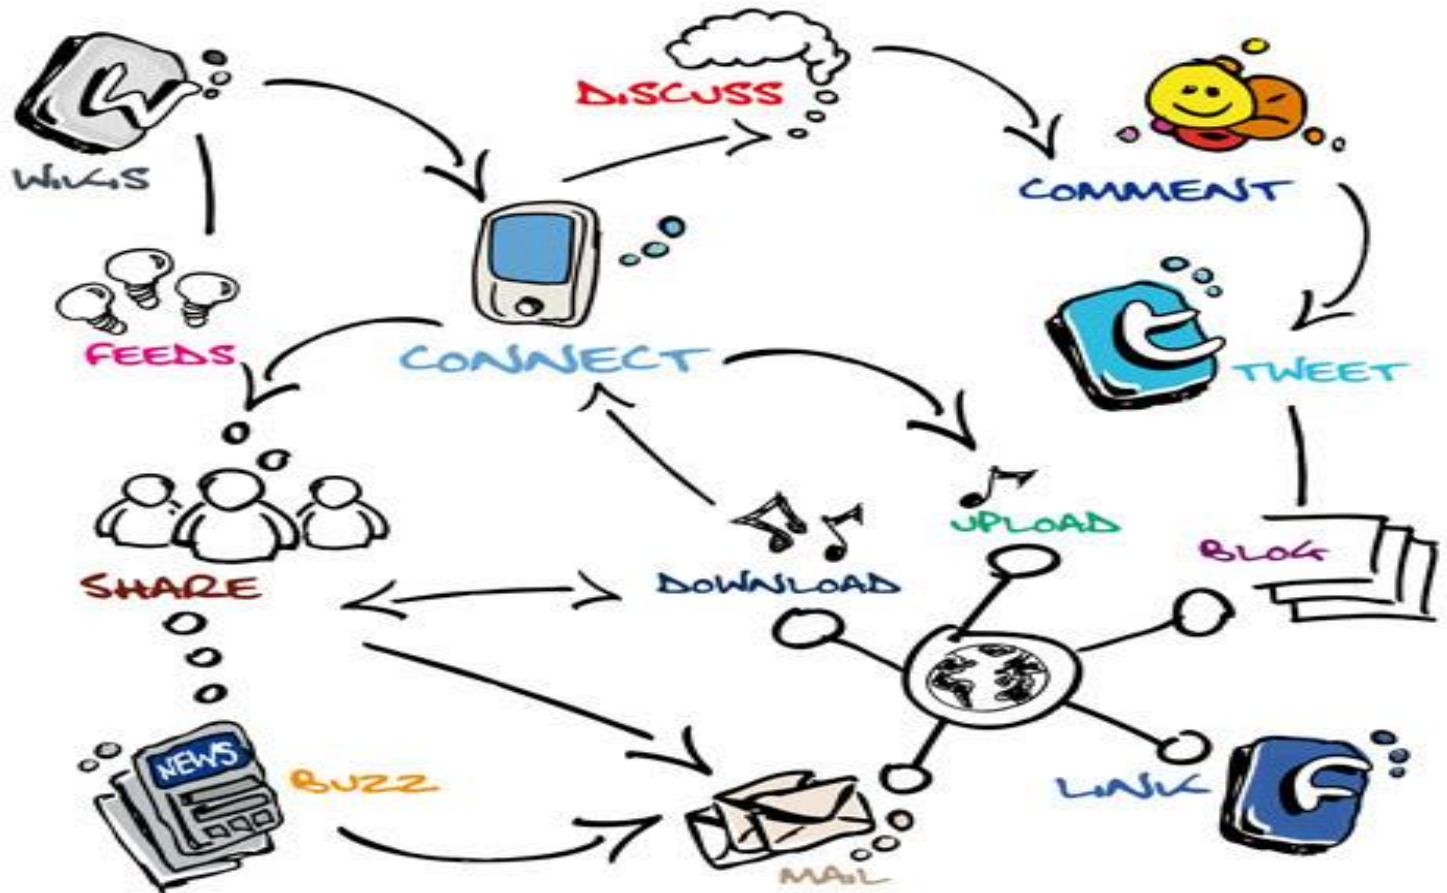 DISCUSS
WIKIS
COMMENT
FEEDS
CONNECT
TWEET
UPLOAD
BLOG
SHARE
DOWNLOAD
NEWS
BUZZ
LINK
MAIL